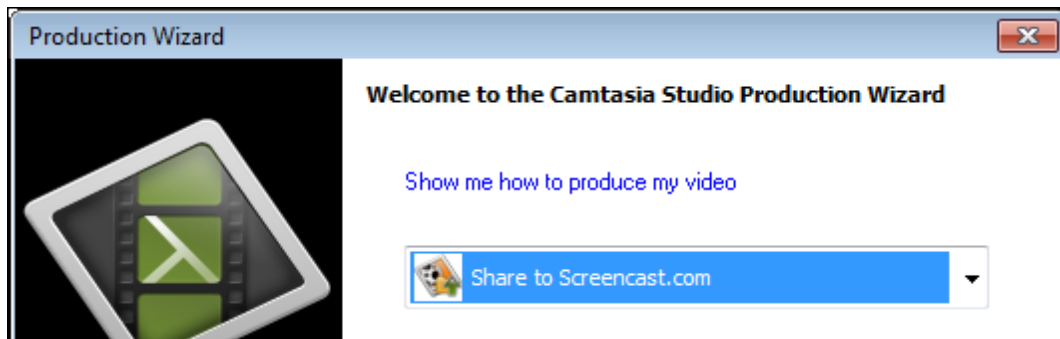 Production Wizard
Welcome to the Camtasia Studio Production Wizard
Show me how to produce my video
Share to Screencast.com